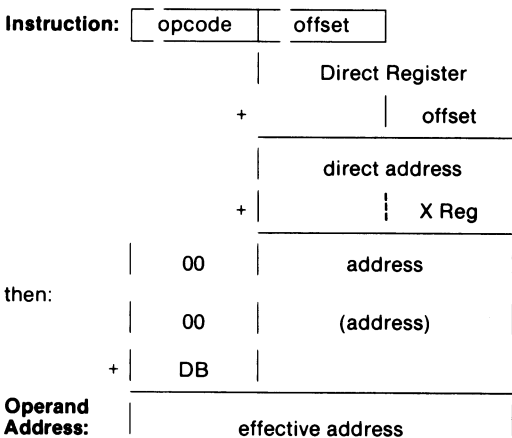 Instruction: opcode offset
Direct Register
+ offset
direct address
+ X Reg
00 address
then:
00 (address)
+ DB
Operand
Address: effective address